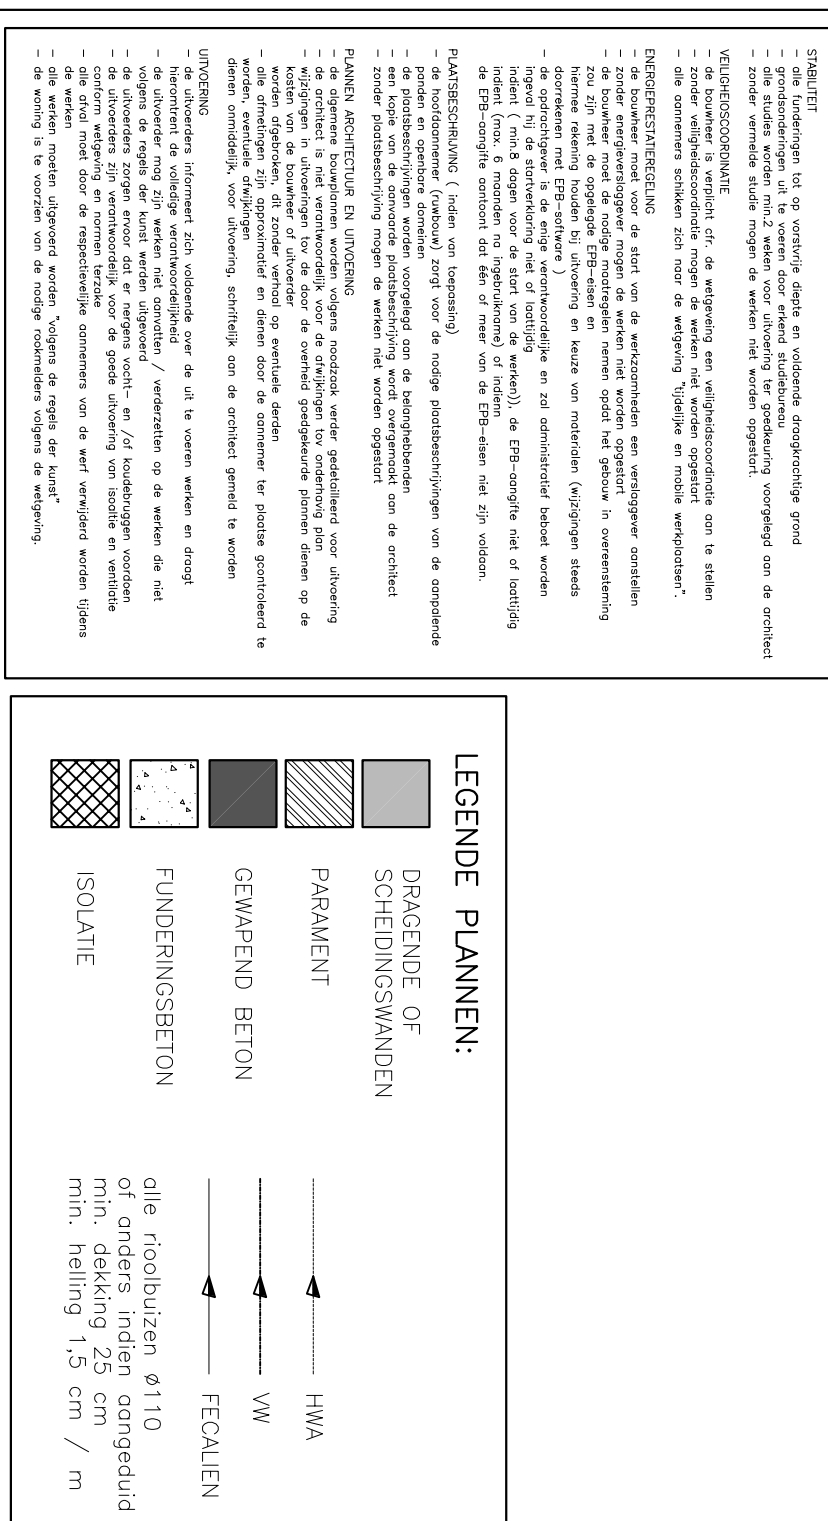 STABILITEIT
- alle funderingen tot op vorstvrije diepte en voldoende draagkrachtige grond
- grondsonderingen uit te voeren door erkend studiebureau
- alle studies worden min.2 weken voor uitvoering ter goedkeuring voorgelegd aan de architect
- zonder vermelde studie mogen de werken niet worden opgestart.
VEILIGHEIDSCOORDINATIE
- de bouwheer is verplicht cfr. de wetgeveing een veiligheidscoordinatie aan te stellen
- zonder veiligheidscoordinatie mogen de werken niet worden opgestart
- alle aannemers schikken zich naar de wetgeving "tijdelijke en mobile werkplaatsen".
ENERGIEPRESTATIEREGELING
- de bouwheer moet voor de start van de werkzaamheden een verslaggever aanstellen
- zonder energieverslaggever mogen de werken niet worden opgestart
- de bouwheer moet de nodige maatregelen nemen opdat het gebouw in overeensteming
zou zijn met de opgelegde EPB-eisen en
hiermee rekening houden bij uitvoering en keuze van materialen (wijzigingen steeds
doorrekenen met EPB-software )
- de opdrachtgever is de enige verantwoordelijke en zal administratief beboet worden
ingeval hij de startverklaring niet of laattijdig
indient ( min.8 dagen voor de start van de werken)), de EPB-aangifte niet of laattijdig
indient (max. 6 maanden na ingebruikname) of indienn
de EPB-aangifte aantoont dat één of meer van de EPB-eisen niet zijn voldaan.
PLAATSBESCHRIJVING ( indien van toepassing)
- de hoofdaannemer (ruwbouw) zorgt voor de nodige plaatsbeschrijvingen van de aanpalende
panden en openbare domeinen
- de plaatsbeschrijvingen worden voorgelegd aan de belanghebbenden
- een kopie van de aanvaarde plaatsbeschrijving wordt overgemaakt aan de architect
- zonder plaatsbeschrijving mogen de werken niet worden opgestart
PLANNEN ARCHITECTUUR EN UITVOERING
- de algemene bouwplannen worden volgens noodzaak verder gedetailleerd voor uitvoering
- de architect is niet verantwoordelijk voor de afwijkingen tov onderhavig plan
- wijzigingen in uitvoeringen tov de door de overheid goedgekeurde plannen dienen op de
kosten van de bouwheer of uitvoerder
worden afgebroken, dit zonder verhaal op eventuele derden
- alle afmetingen zijn approximatief en dienen door de aannemer ter plaatse gcontroleerd te
worden, eventuele afwijkingen
dienen onmiddelijk, voor uitvoering, schriftelijk aan de architect gemeld te worden
UITVOERING
- de uitvoerders informeert zich voldoende over de uit te voeren werken en draagt
hieromtrent de volledige verantwoordelijkheid
- de uitvoerder mag zijn werken niet aanvatten / verderzetten op de werken die niet
volgens de regels der kunst werden uitgevoerd
- de uitvoerders zorgen ervoor dat er nergens vocht- en /of koudebruggen voordoen
- de uitvoerders zijn verantwoordelijk voor de goede uitvoering van isoaltie en ventilatie
conform wetgeving en normen terzake
- alle afval moet door de respectievelijke aannemers van de werf verwijderd worden tijdens
de werken
- alle werken moeten uitgevoerd worden "volgens de regels der kunst"
- de woning is te voorzien van de nodige rookmelders volgens de wetgeving.
LEGENDE PLANNEN:
DRAGENDE OF
SCHEIDINGSWANDEN
PARAMENT
GEWAPEND BETON
FUNDERINGSBETON
ISOLATIE
HWA
VW
FECALIEN
alle rioolbuizen Ø110
of anders indien aangeduid
min. dekking 25 cm
min. helling 1,5 cm / m